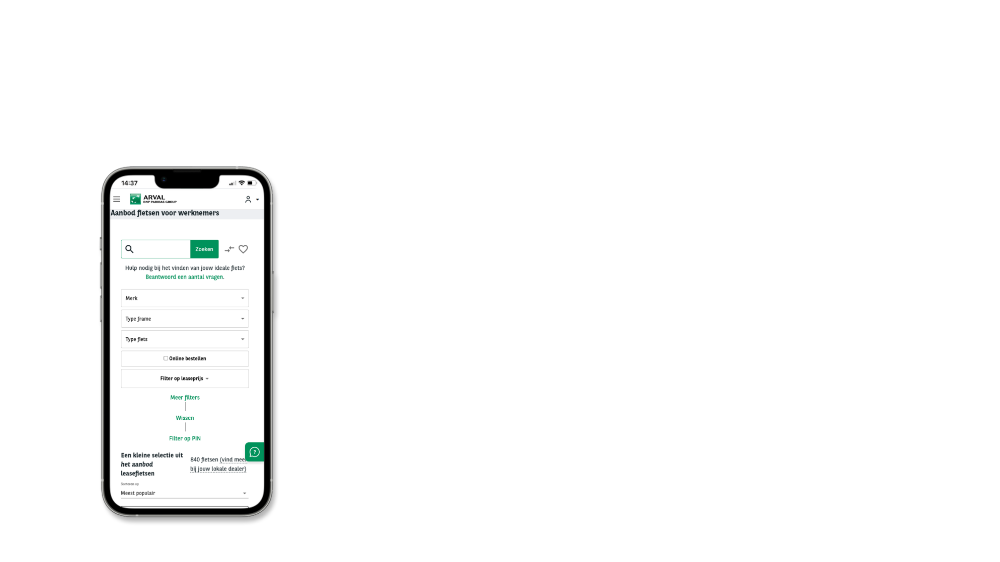 14:37
ARVAL
BNP PARIBAS GROUP
Aanbod fietsen voor werknemers
Zoeken
Hulp nodig bij het vinden van jouw ideale fiets?
Beantwoord een aantal vragen.
Merk
Type frame
Type fiets
Online bestellen
Filter op leaseprijs
Meer filters
Wissen
Filter op PIN
Een kleine selectie uit
het aanbod
leasefietsen
840 fietsen (vind meer
bij jouw lokale dealer)
Sorteren op
Meest populair